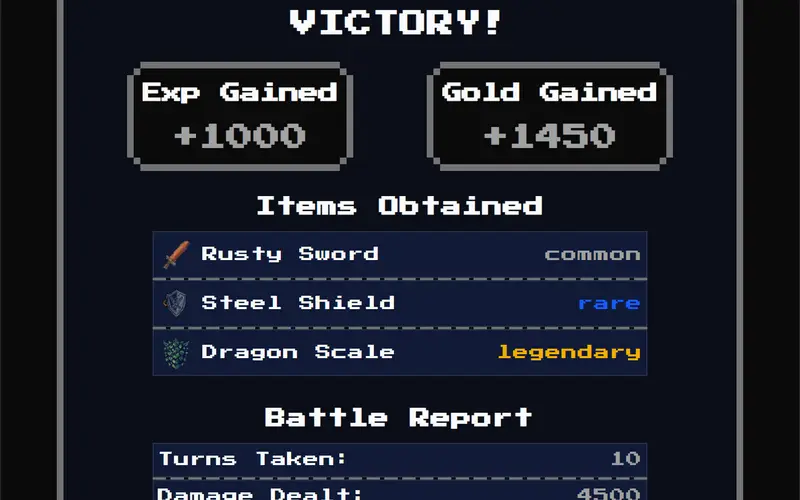 VICTORY!
Exp Gained
+1000
Gold Gained
+1450
Items Obtained
Rusty Sword common
Steel Shield rare
Dragon Scale legendary
Battle Report
Turns Taken: 10
Damage Dealt: 4500